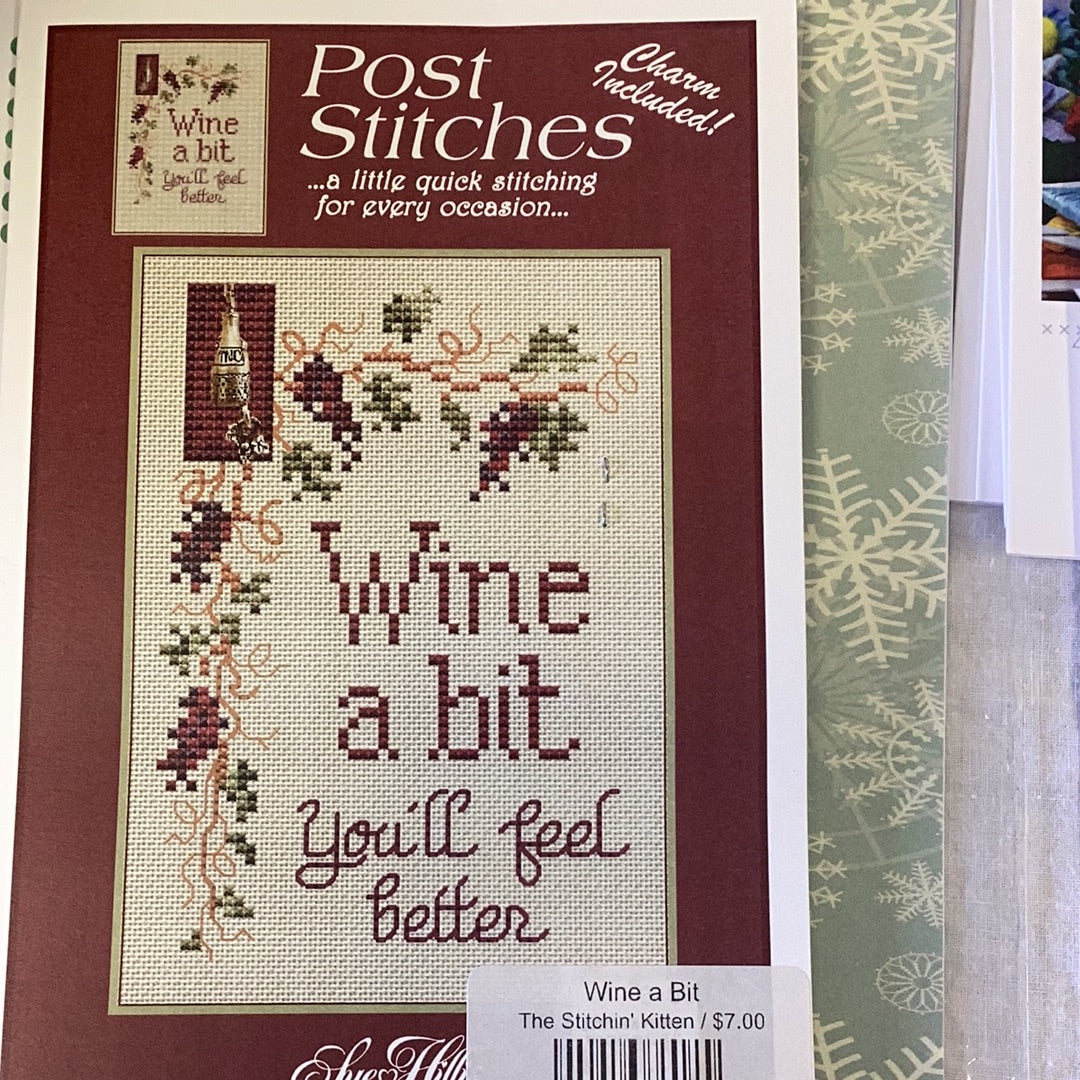 Post
Stitches
Charm
Included!
...a little quick stitching
for every occasion...
Wine
a bit
You'll feel
better
Wine
a bit
You'll feel
better
Wine a Bit
The Stitchin' Kitten / $7.00